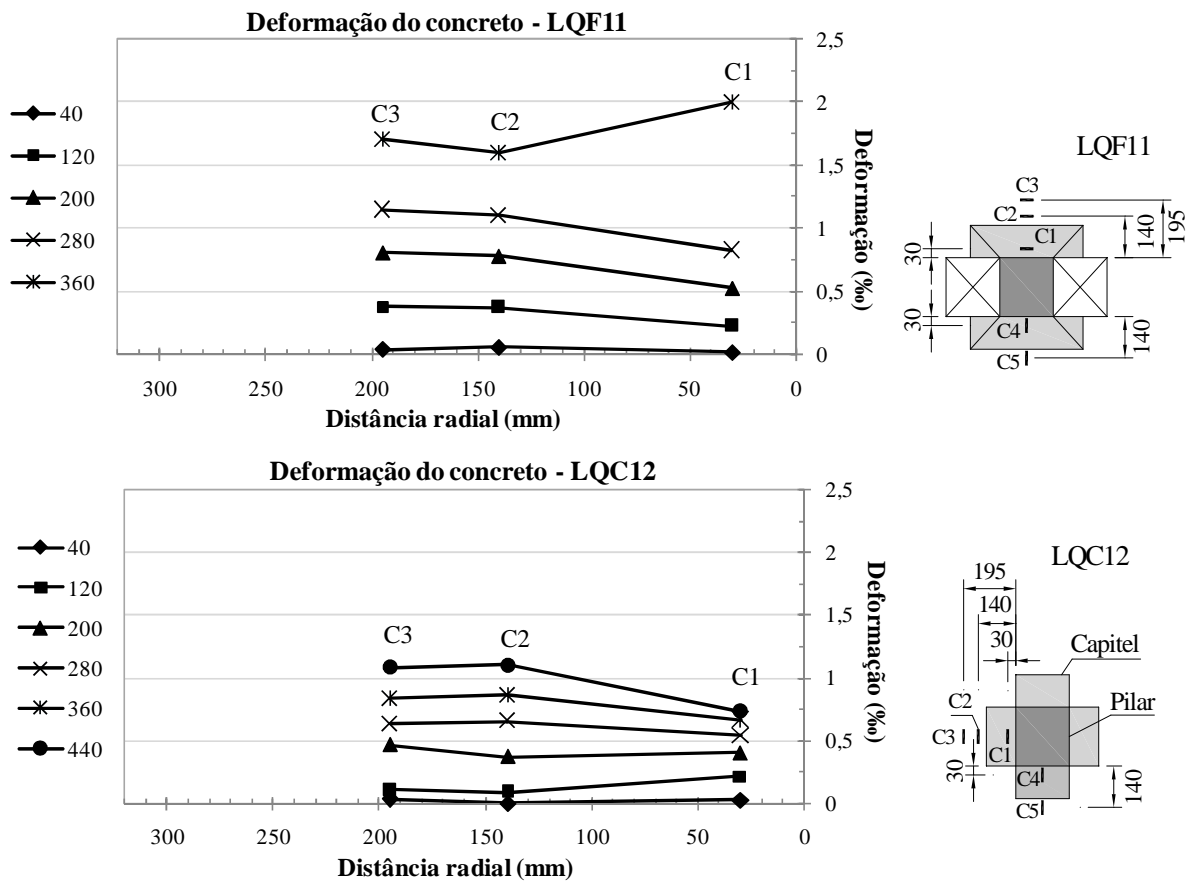 Deformação do concreto - LQF11
40
120
200
280
360
C3
C2
C1
2,5
2
1,5
1
0,5
0
Deformação (‰)
300
250
200
150
100
50
0
Distância radial (mm)
LQF11
C3
C2
C1
30
140
195
30
C4
C5
140
Deformação do concreto - LQC12
40
120
200
280
360
440
C3
C2
C1
2,5
2
1,5
1
0,5
0
Deformação (‰)
300
250
200
150
100
50
0
Distância radial (mm)
LQC12
195
140
30
Capitel
C2
Pilar
C3
C1
30
C4
C5
140